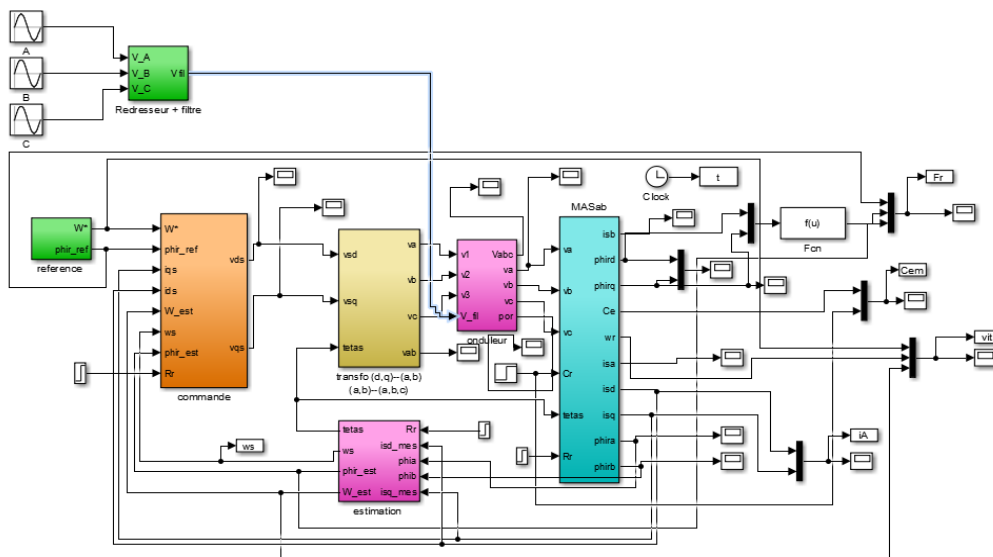 A
B
C
V_A
V_B
V_C
V fil
Redresseur + filtre
W*
phir_ref
reference
W*
phir_ref
iqs
ids
W_est
ws
phir_est
Rr
vds
vqs
commande
vsd
vsq
tetas
va
vb
vc
vab
transfo (d,q)--(a,b)
(a,b)--(a,b,c)
v1
v2
v3
V_fil
Vabc
va
vb
vc
por
onduleur
Clock
t
MASab
va
vb
vc
Cr
tetas
Rr
isb
phird
phirq
Ce
wr
isa
isd
isq
phira
phirb
f(u)
Fcn
Fr
Cem
vit
iA
ws
tetas
ws
phir_est
W_est
Rr
isd_mes
phia
phib
isq_mes
estimation